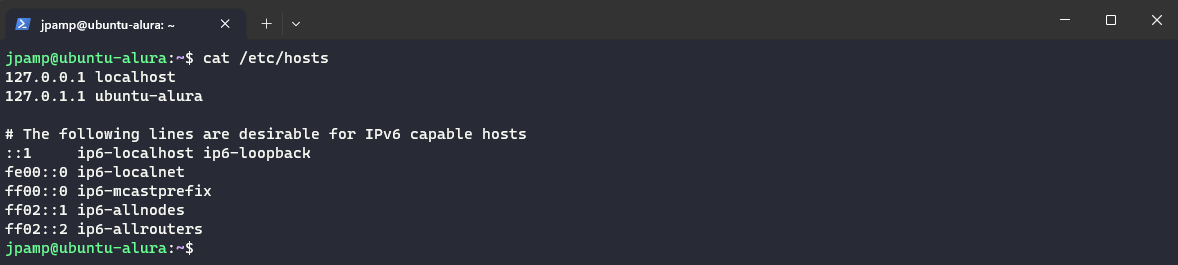 jpamp@ubuntu-alura: ~
jpamp@ubuntu-alura:~$ cat /etc/hosts
127.0.0.1 localhost
127.0.1.1 ubuntu-alura

# The following lines are desirable for IPv6 capable hosts
::1     ip6-localhost ip6-loopback
fe00::0 ip6-localnet
ff00::0 ip6-mcastprefix
ff02::1 ip6-allnodes
ff02::2 ip6-allrouters
jpamp@ubuntu-alura:~$